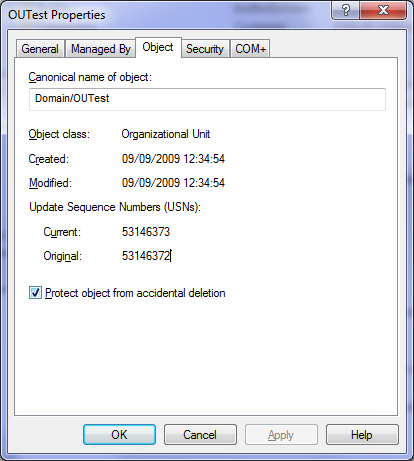 OUTest Properties
General Managed By Object Security COM+
Canonical name of object:
Domain/OUTest
Object class: Organizational Unit
Created: 09/09/2009 12:34:54
Modified: 09/09/2009 12:34:54
Update Sequence Numbers (USNs):
Current: 53146373
Original: 53146372
Protect object from accidental deletion
OK Cancel Apply Help